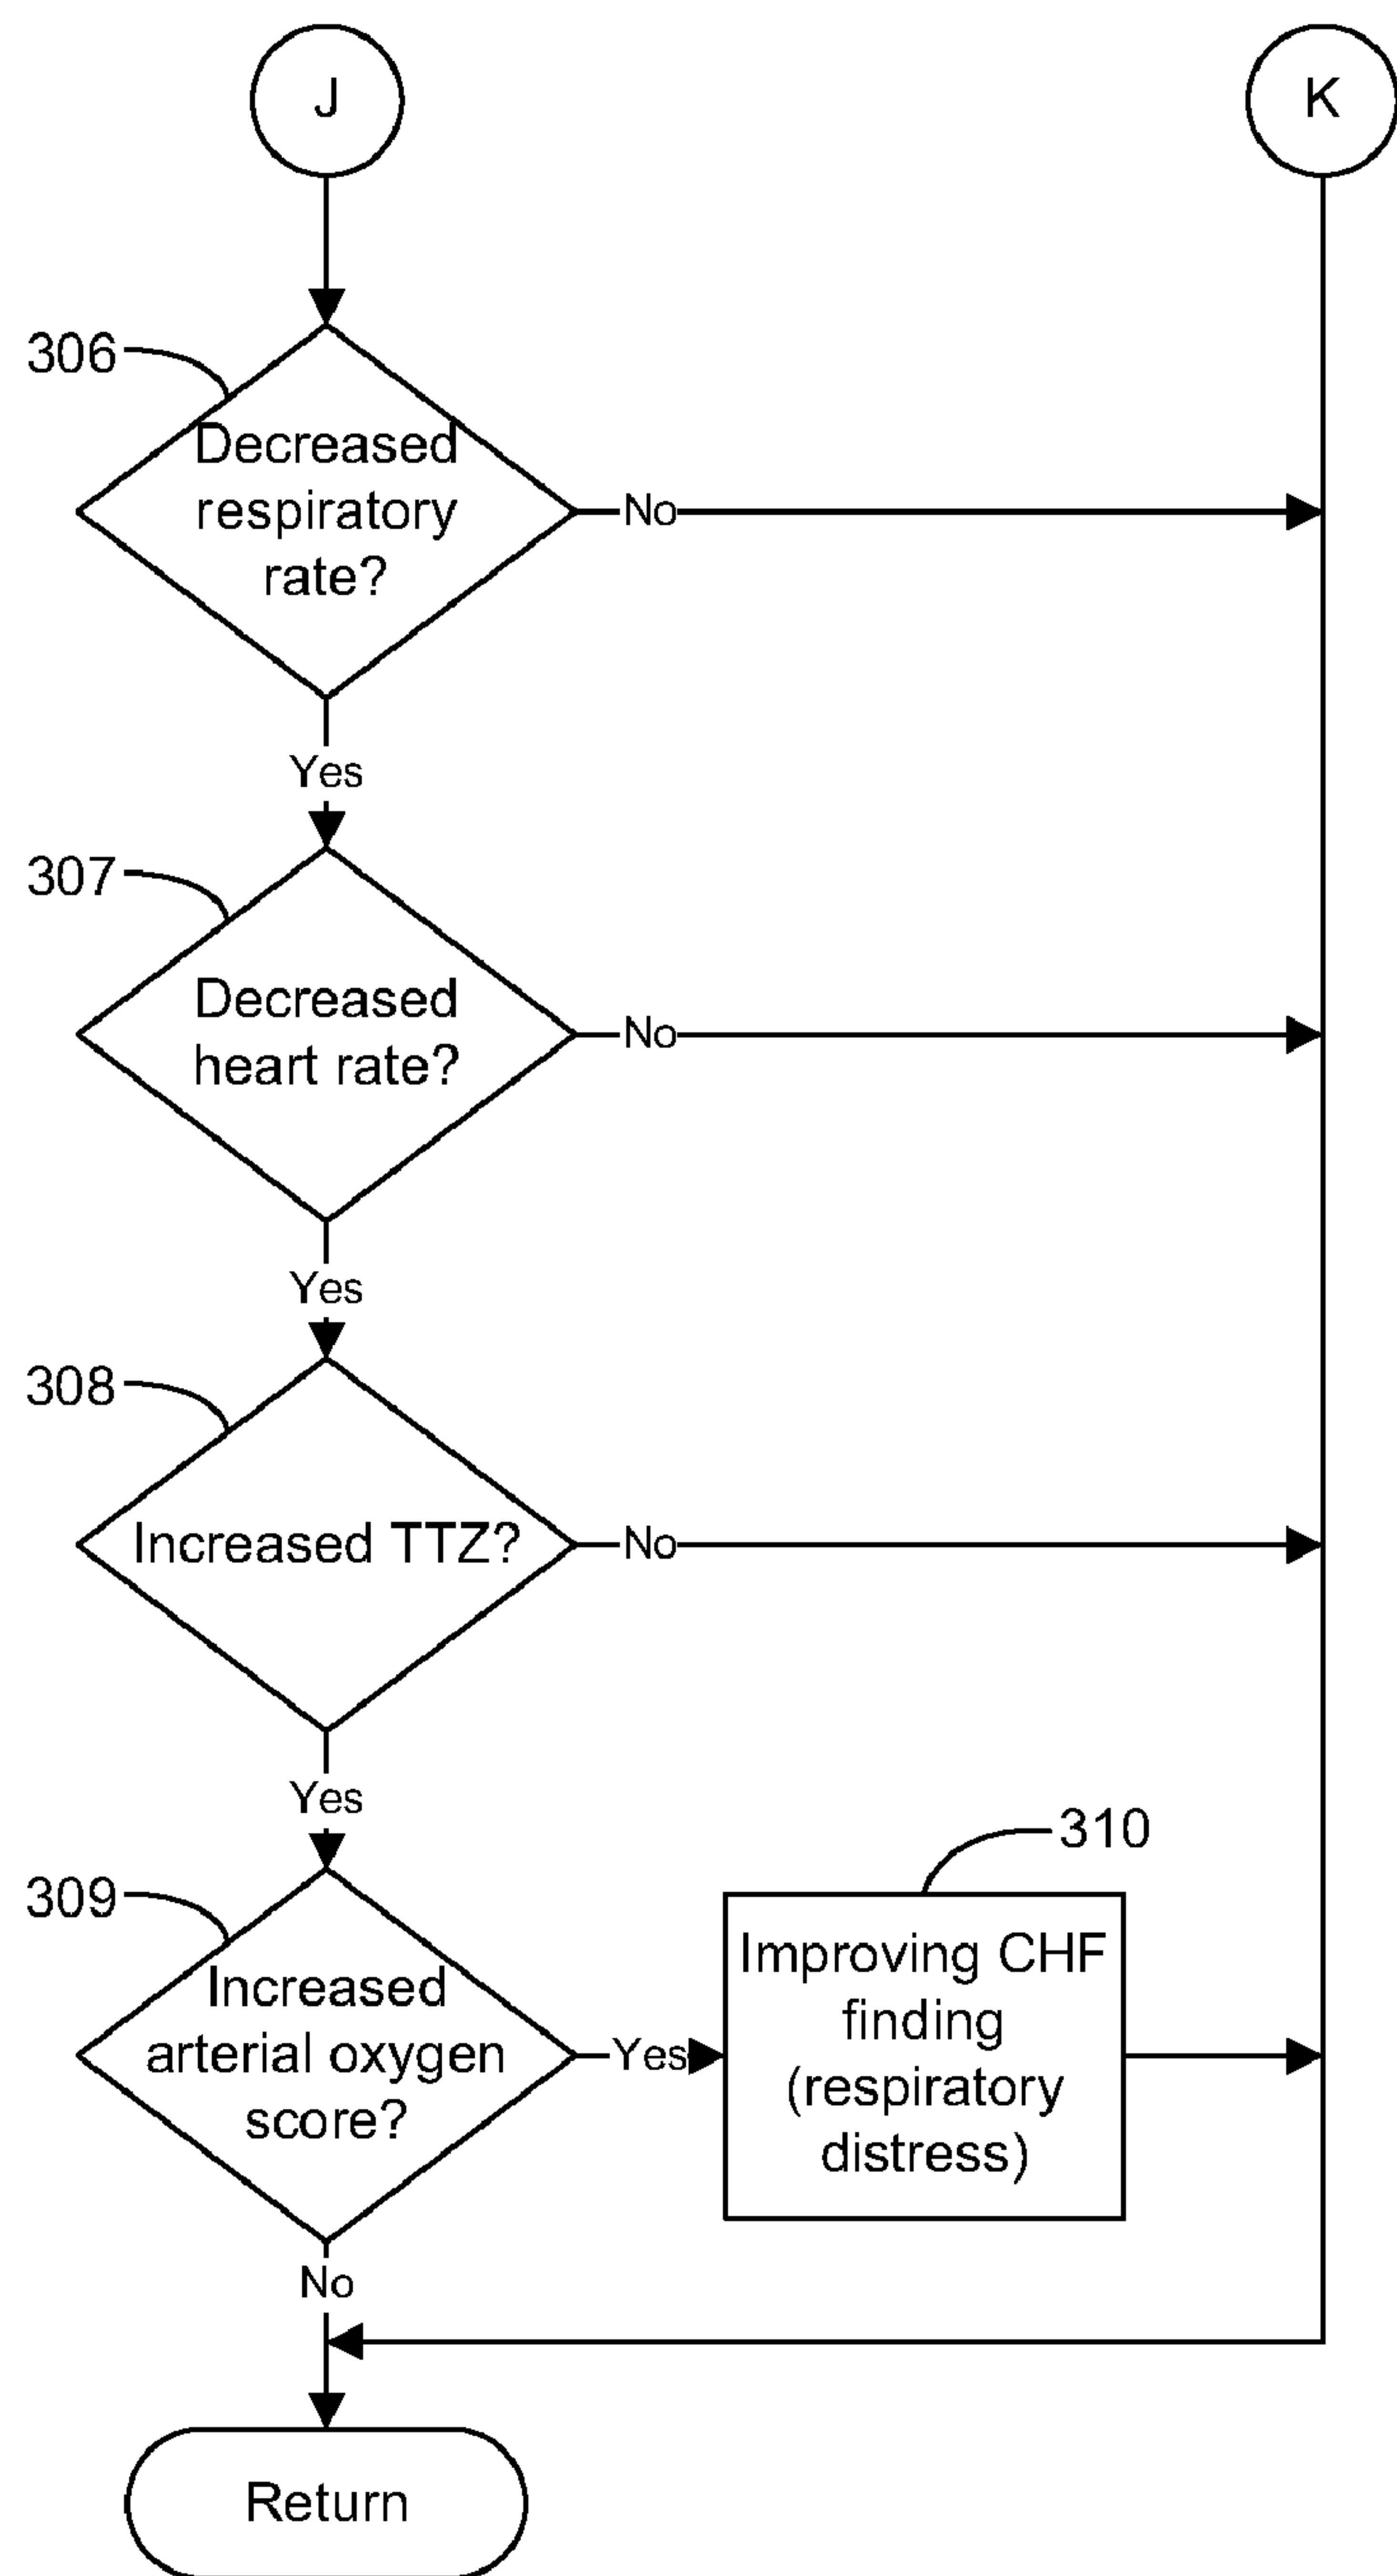 J
K
306
Decreased
respiratory
rate?
No
Yes
307
Decreased
heart rate?
No
Yes
308
Increased TTZ?
No
Yes
309
Increased
arterial oxygen
score?
Yes
310
Improving CHF
finding
(respiratory
distress)
No
Return